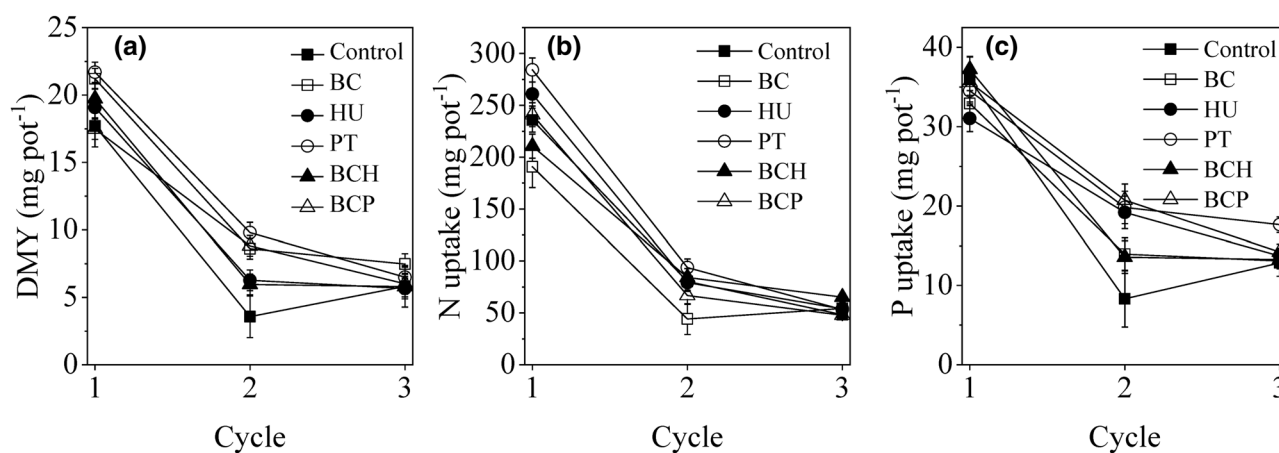 (a)
DMY (mg pot-1)
25
20
15
10
5
0
1 2 3
Cycle
Control
BC
HU
PT
BCH
BCP
(b)
N uptake (mg pot-1)
300
250
200
150
100
50
0
1 2 3
Cycle
Control
BC
HU
PT
BCH
BCP
(c)
P uptake (mg pot-1)
40
30
20
10
0
1 2 3
Cycle
Control
BC
HU
PT
BCH
BCP